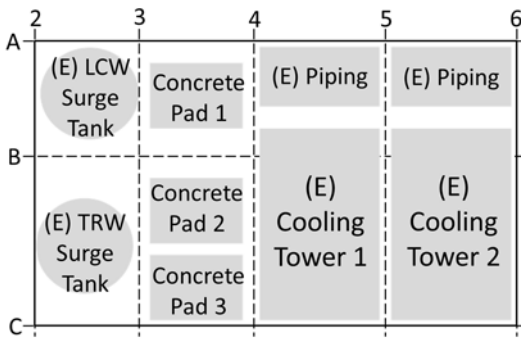 2 3 4 5 6
A
(E) LCW
Surge
Tank
Concrete
Pad 1
(E) Piping
(E) Piping
B
(E) TRW
Surge
Tank
Concrete
Pad 2
Concrete
Pad 3
(E)
Cooling
Tower 1
(E)
Cooling
Tower 2
C